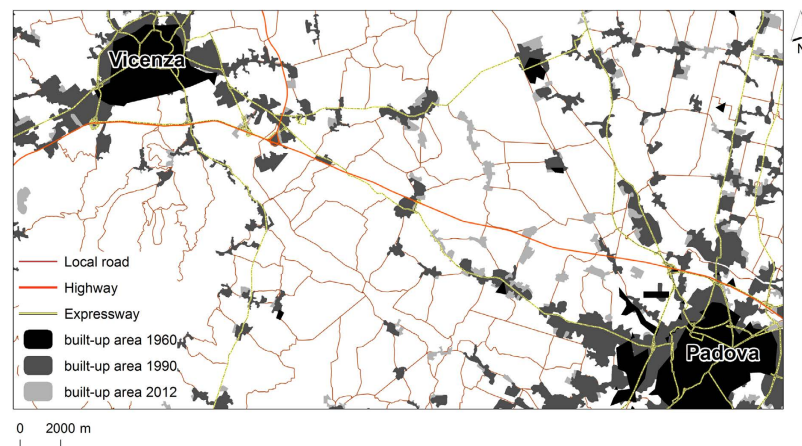 Vicenza
N
Local road
Highway
Expressway
built-up area 1960
built-up area 1990
built-up area 2012
Padova
0 2000 m